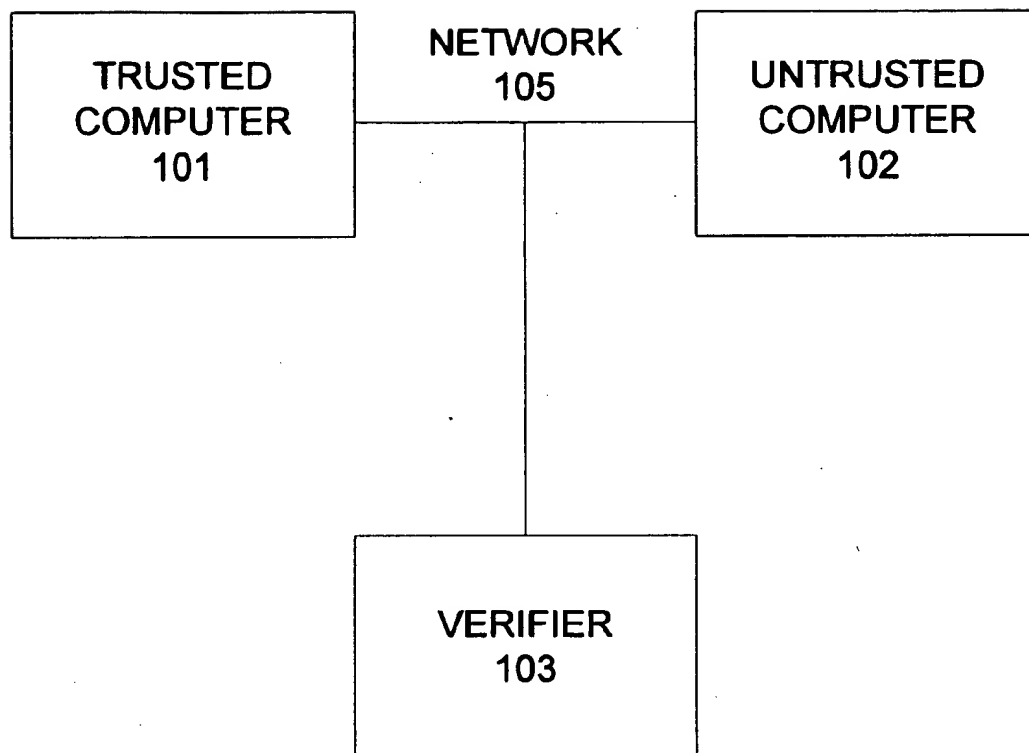 TRUSTED
COMPUTER
101
NETWORK
105
UNTRUSTED
COMPUTER
102
VERIFIER
103